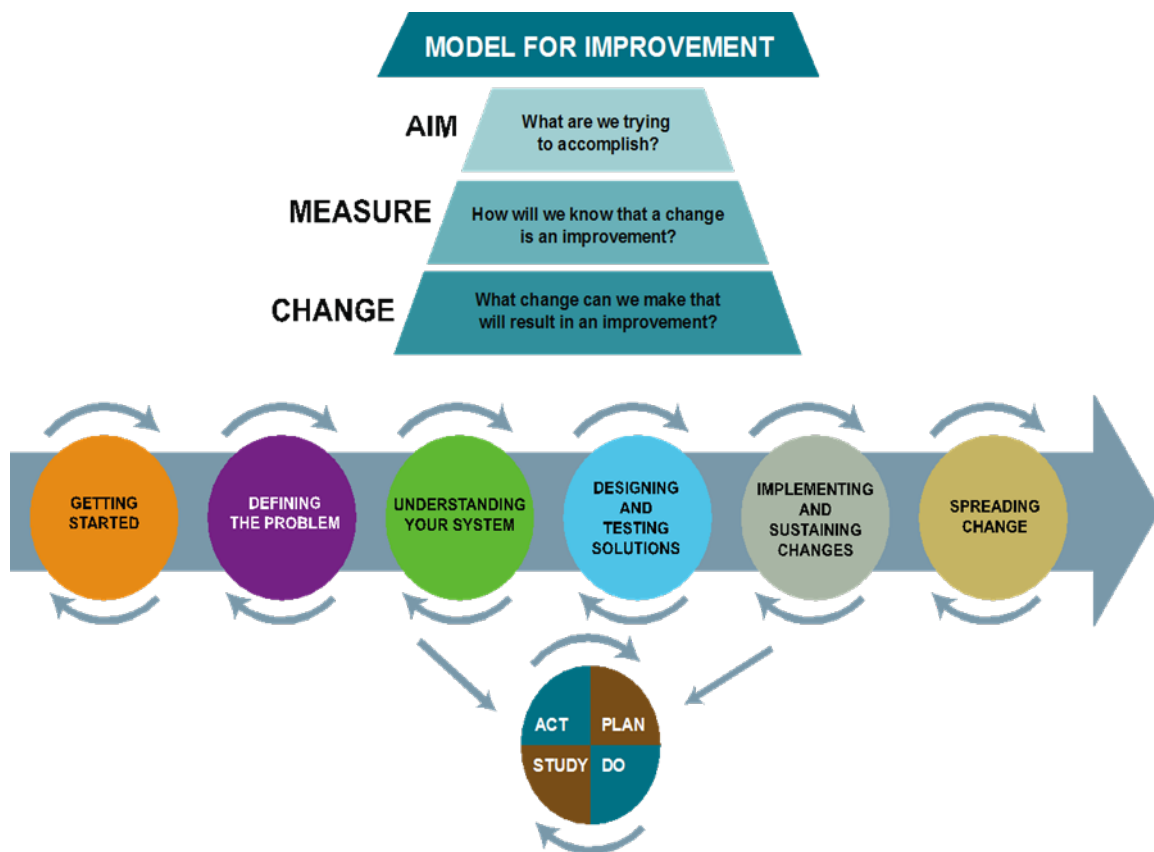 MODEL FOR IMPROVEMENT
AIM
What are we trying
to accomplish?
MEASURE
How will we know that a change
is an improvement?
CHANGE
What change can we make that
will result in an improvement?
GETTING
STARTED
DEFINING
THE PROBLEM
UNDERSTANDING
YOUR SYSTEM
DESIGNING
AND
TESTING
SOLUTIONS
IMPLEMENTING
AND
SUSTAINING
CHANGES
SPREADING
CHANGE
ACT
PLAN
STUDY
DO